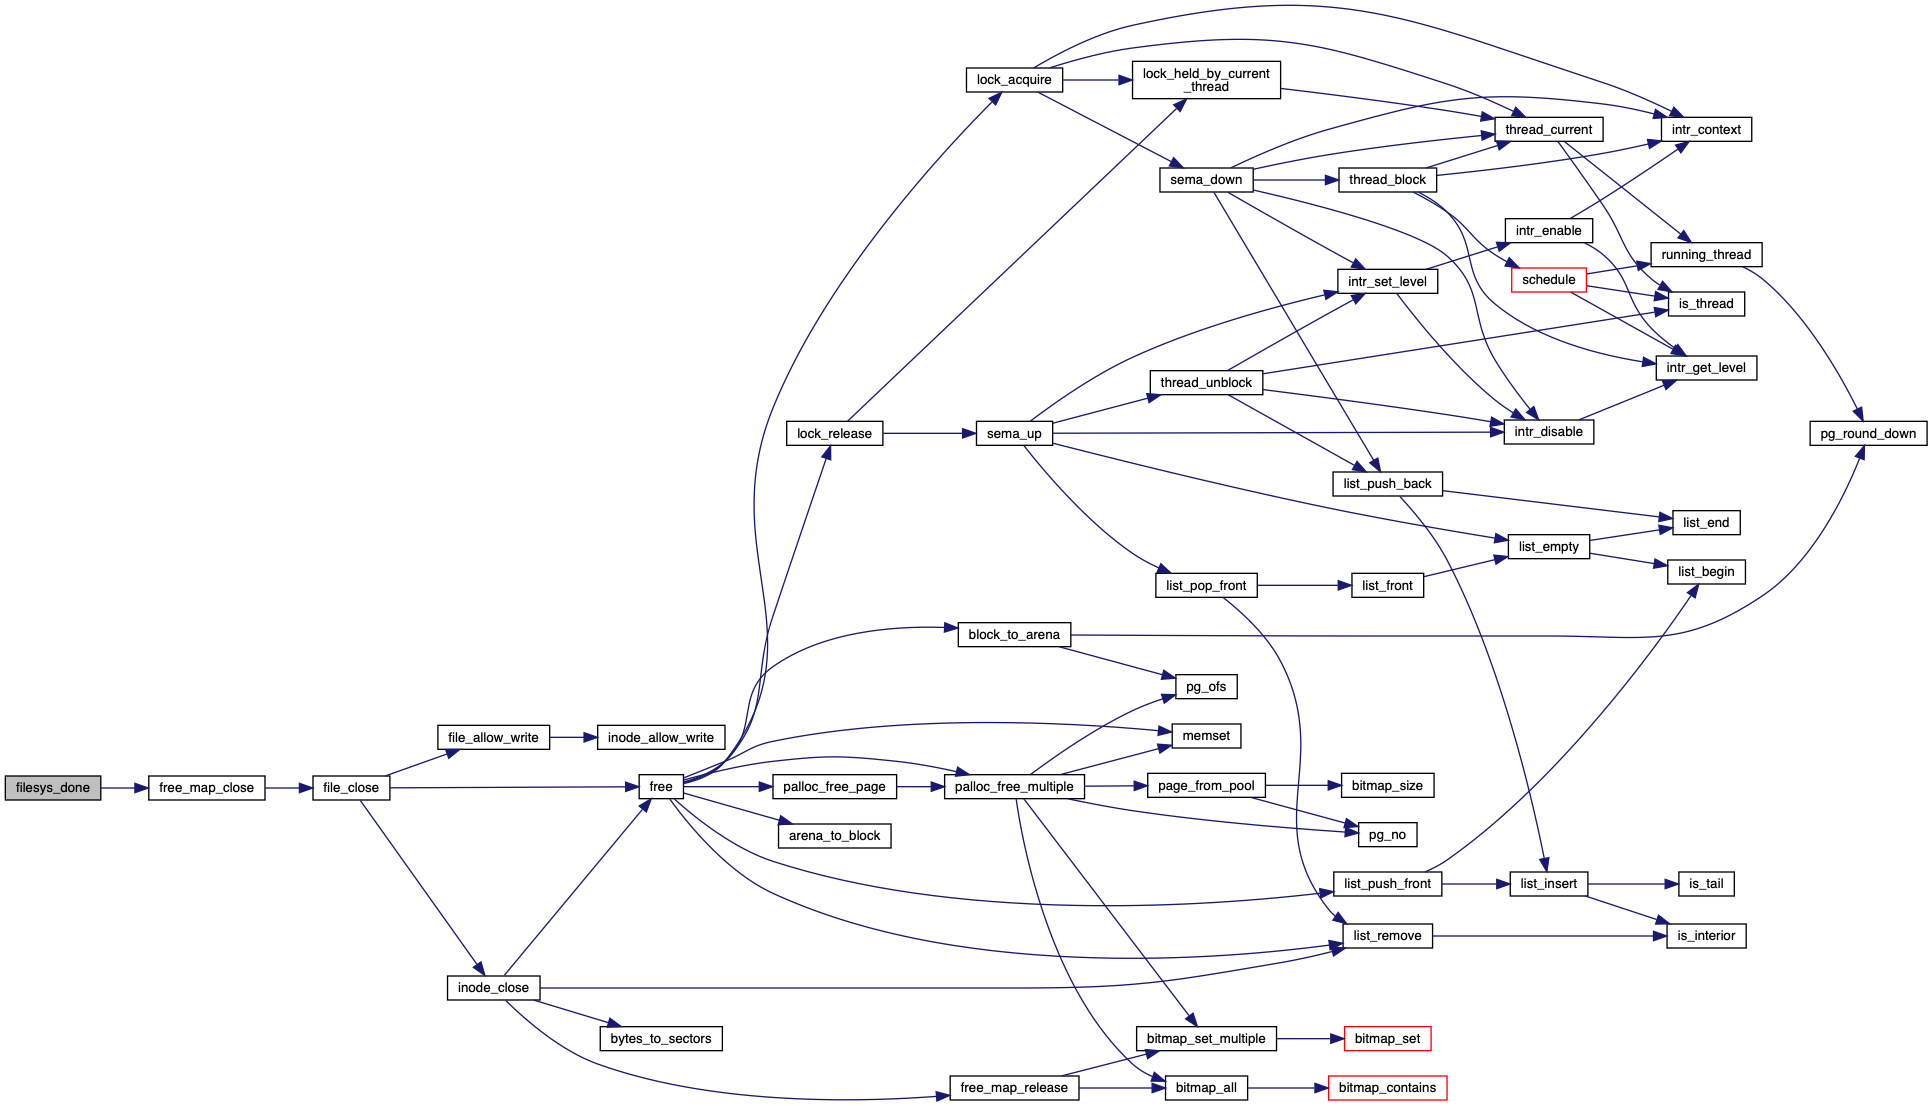 lock_acquire
lock_held_by_current
_thread
thread_current
intr_context
sema_down
thread_block
intr_enable
running_thread
intr_set_level
schedule
is_thread
intr_get_level
thread_unblock
lock_release
sema_up
intr_disable
pg_round_down
list_push_back
list_end
list_empty
list_begin
list_pop_front
list_front
block_to_arena
pg_ofs
file_allow_write
inode_allow_write
memset
filesys_done
free_map_close
file_close
free
palloc_free_page
palloc_free_multiple
page_from_pool
bitmap_size
arena_to_block
pg_no
list_push_front
list_insert
is_tail
list_remove
is_interior
inode_close
bytes_to_sectors
bitmap_set_multiple
bitmap_set
free_map_release
bitmap_all
bitmap_contains